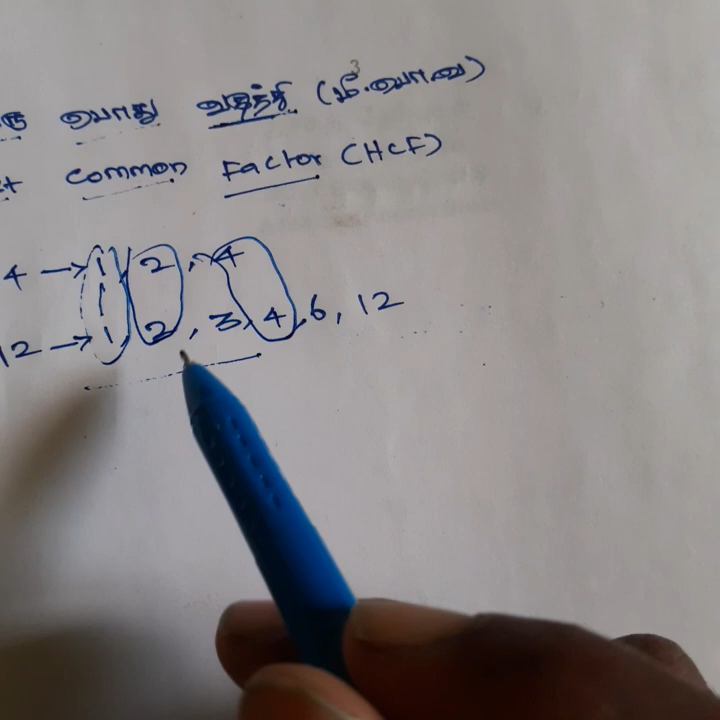 பொது வகுத்தி (மீ.பொ.வ)
Common Factor (HCF)
4 → 1, 2, 4
12 → 1, 2, 3, 4, 6, 12